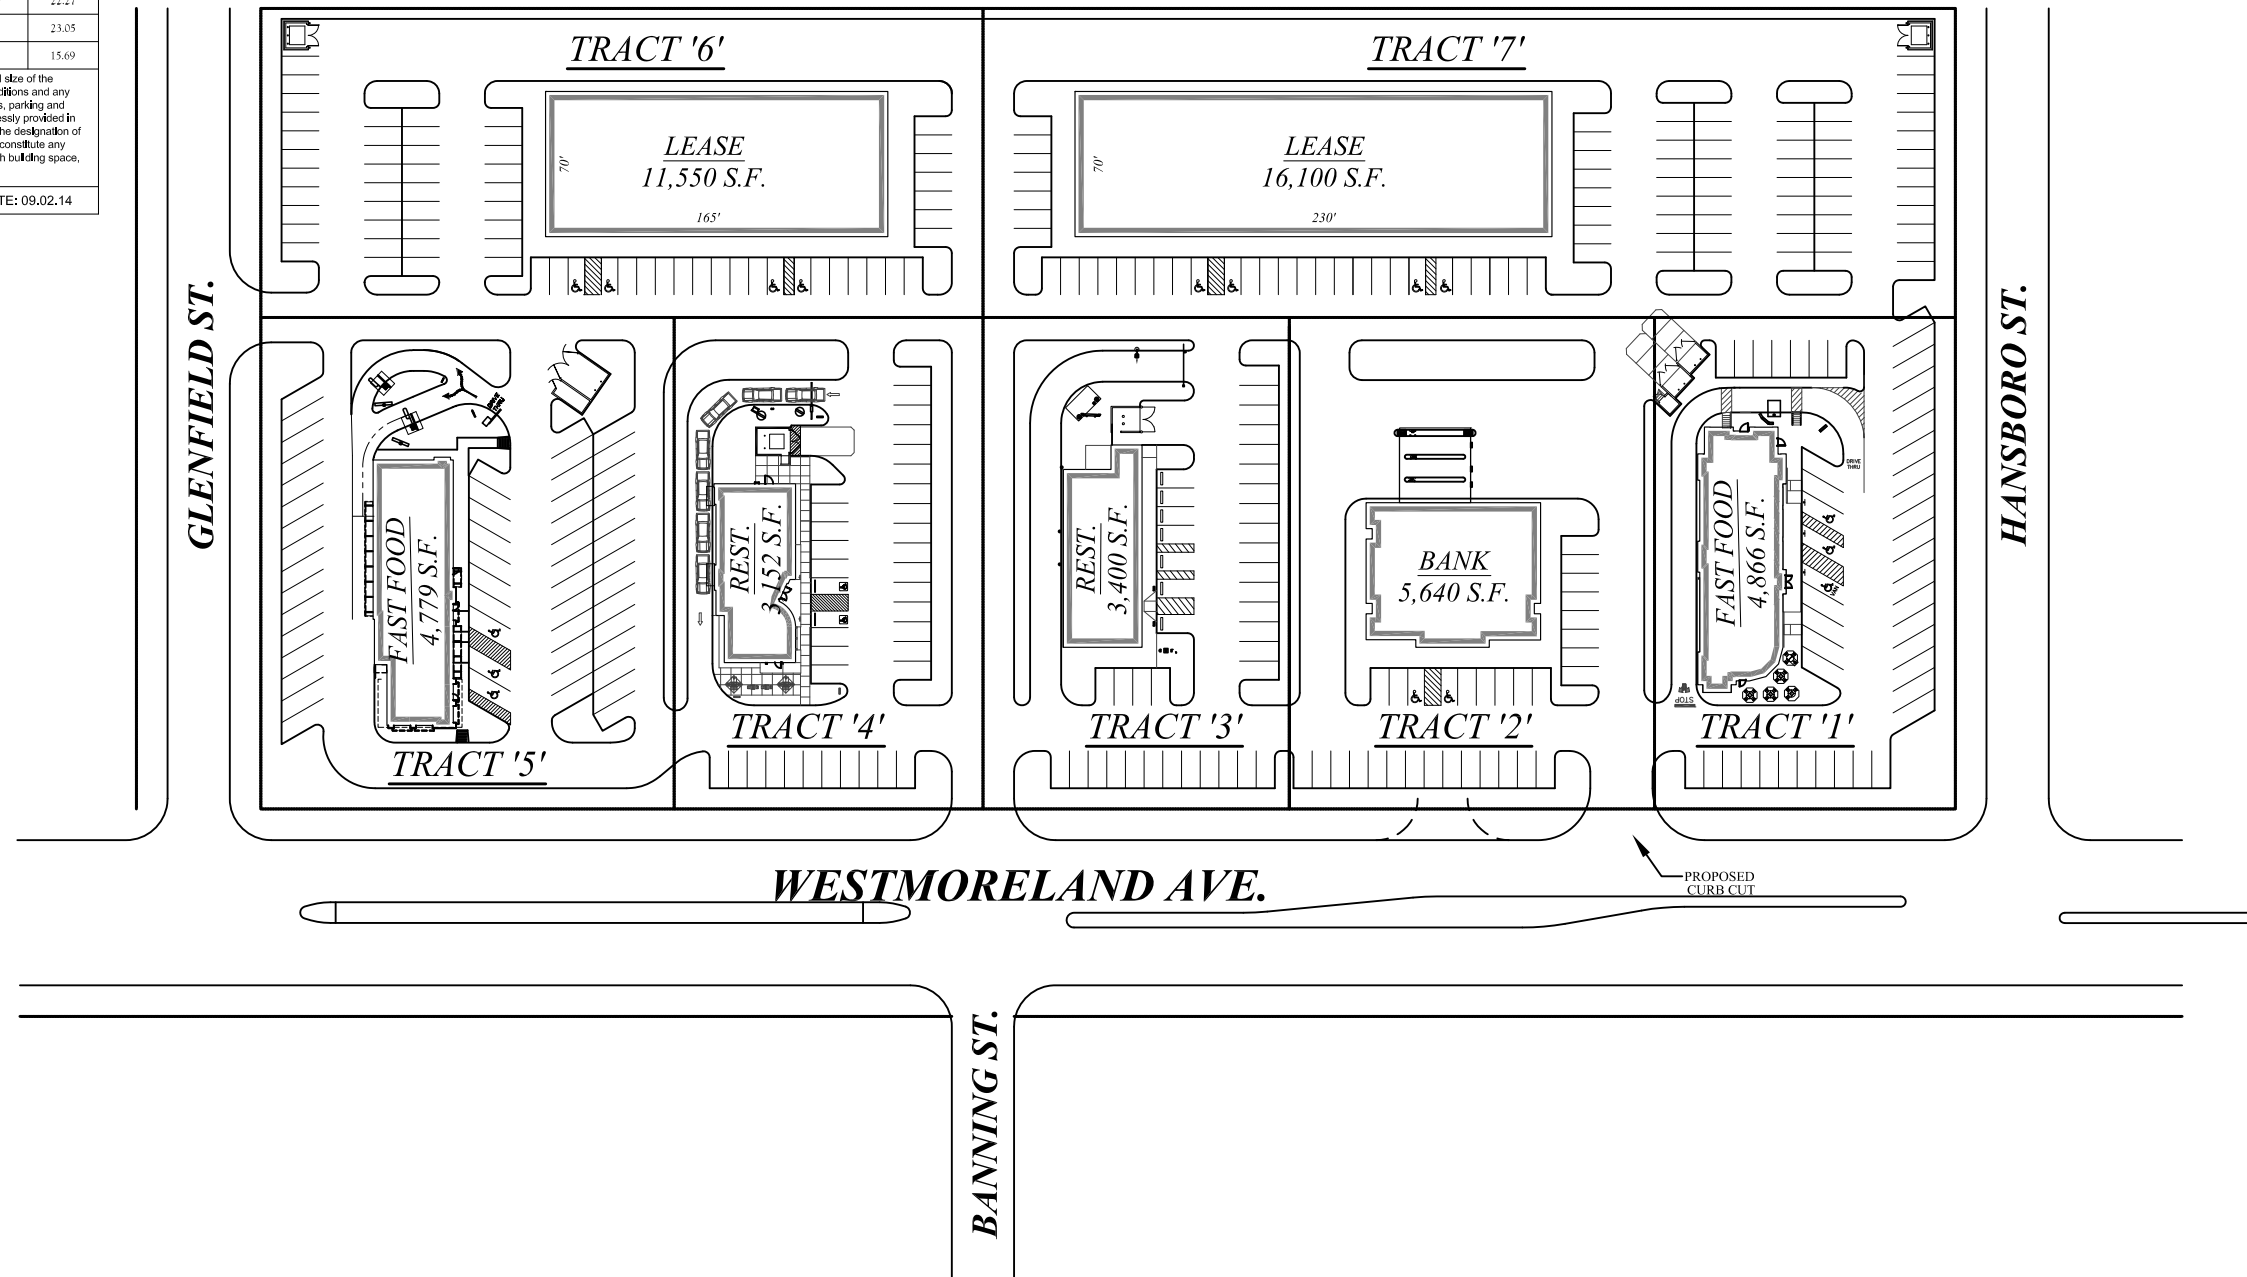 22.27
23.05
15.69
size of the
ditions and any
s, parking and
essly provided in
he designation of
constitute any
h building space,
TE: 09.02.14
TRACT '6'
TRACT '7'
LEASE
11,550 S.F.
70'
165'
LEASE
16,100 S.F.
70'
230'
GLENFIELD ST.
HANSBORO ST.
DRIVE
THRU
FAST FOOD
4,779 S.F.
REST.
3,152 S.F.
REST.
3,400 S.F.
BANK
5,640 S.F.
FAST FOOD
4,866 S.F.
DRIVE
THRU
STOP
TRACT '5'
TRACT '4'
TRACT '3'
TRACT '2'
TRACT '1'
WESTMORELAND AVE.
PROPOSED
CURB CUT
BANNING ST.